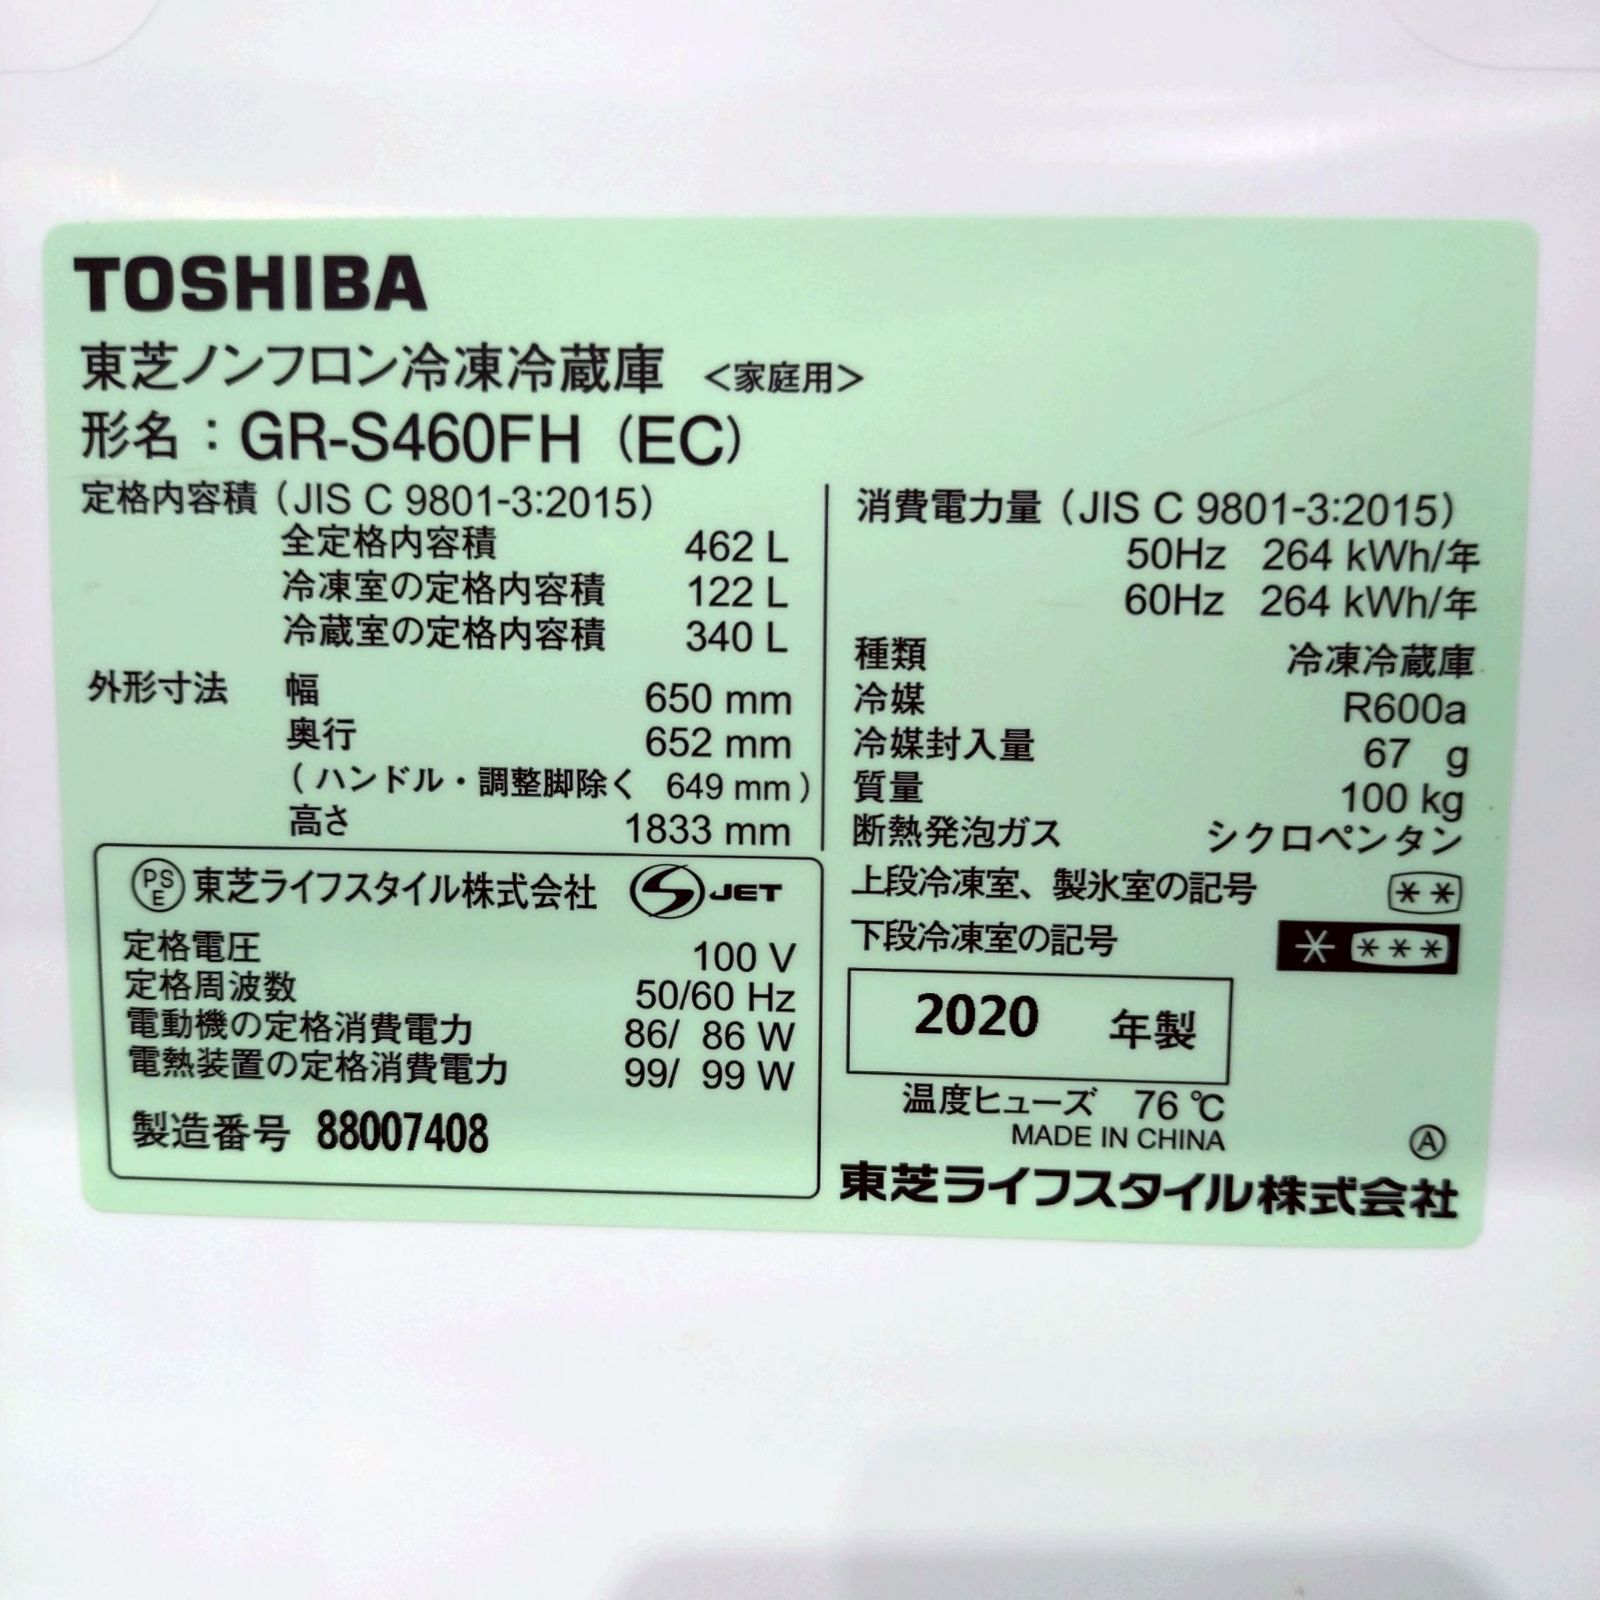 TOSHIBA
東芝ノンフロン冷凍冷蔵庫 <家庭用>
形名:GR-S460FH (EC)
定格内容積 (JIS C 9801-3:2015)
全定格内容積 462 L
冷凍室の定格内容積 122 L
冷蔵室の定格内容積 340 L
外形寸法 幅 650 mm
奥行 652 mm
(ハンドル・調整脚除く 649 mm)
高さ 1833 mm
PSE 東芝ライフスタイル株式会社 S JET
定格電圧 100 V
定格周波数 50/60 Hz
電動機の定格消費電力 86/ 86 W
電熱装置の定格消費電力 99/ 99 W
製造番号 88007408
消費電力量 (JIS C 9801-3:2015)
50Hz 264 kWh/年
60Hz 264 kWh/年
種類 冷凍冷蔵庫
冷媒 R600a
冷媒封入量 67 g
質量 100 kg
断熱発泡ガス シクロペンタン
上段冷凍室、製氷室の記号 **
下段冷凍室の記号 * ***
2020 年製
温度ヒューズ 76 ℃
MADE IN CHINA
Ⓐ
東芝ライフスタイル株式会社